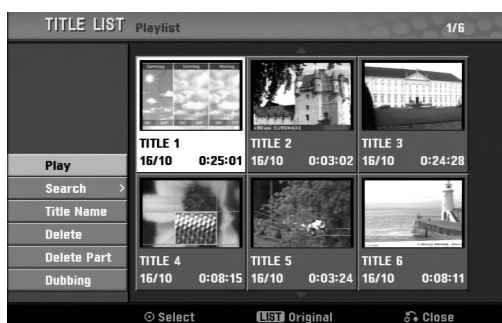 TITLE LIST Playlist 1/6
Samstag Sonntag Montag
TITLE 1
16/10 0:25:01
TITLE 2
16/10 0:03:02
TITLE 3
16/10 0:24:28
Play
Search >
Title Name
Delete
Delete Part
Dubbing
TITLE 4
16/10 0:08:15
TITLE 5
16/10 0:03:24
TITLE 6
16/10 0:08:11
Select LIST Original Close